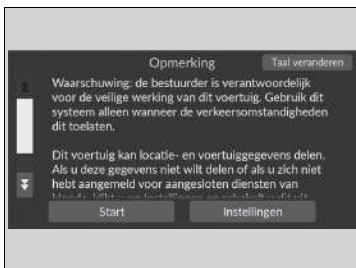 Opmerking
Taal veranderen
Waarschuwing: de bestuurder is verantwoordelijk
voor de veilige werking van dit voertuig. Gebruik dit
systeem alleen wanneer de verkeersomstandigheden
dit toelaten.
Dit voertuig kan locatie- en voertuiggegevens delen.
Als u deze gegevens niet wilt delen of als u zich niet
hebt aangemeld voor aangesloten diensten van
Start
Instellingen